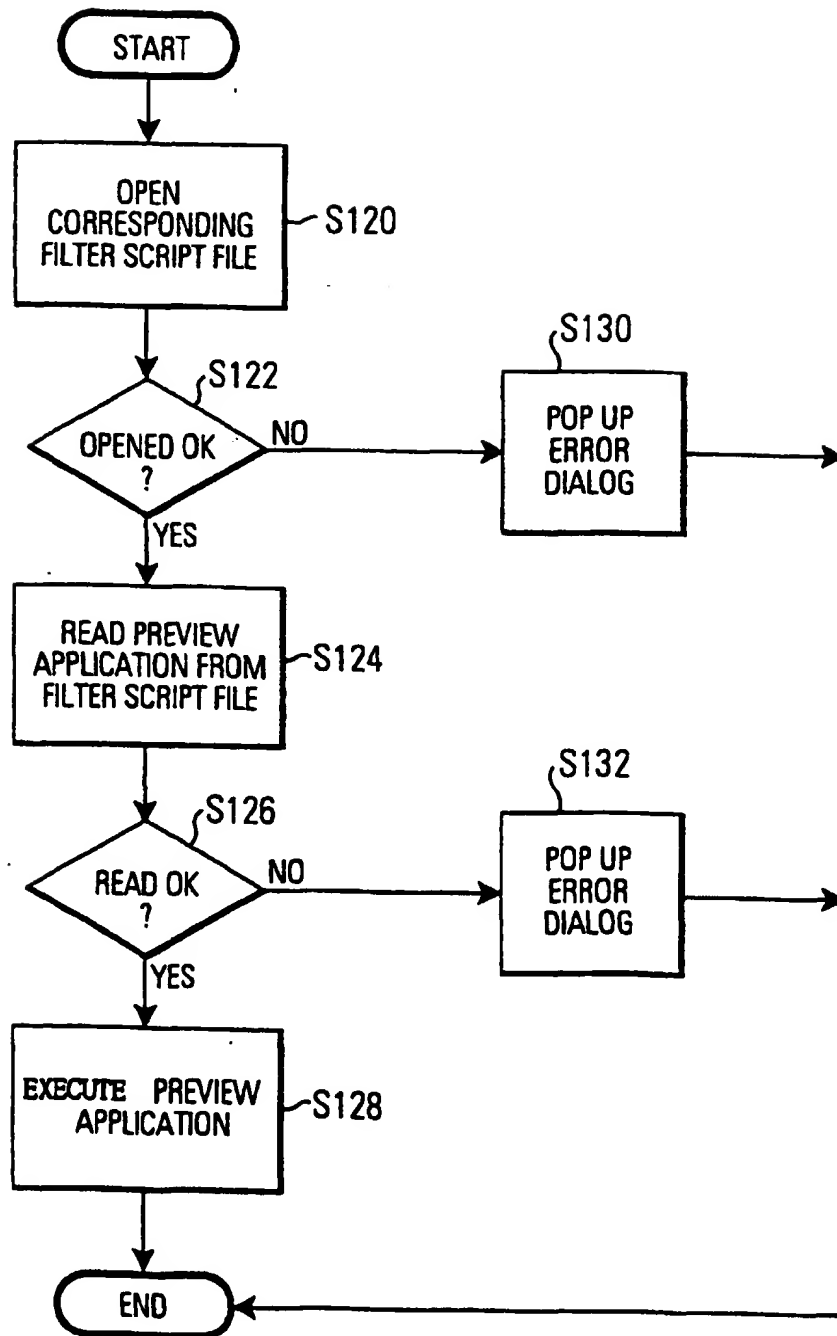 START
OPEN
CORRESPONDING
FILTER SCRIPT FILE
S120
S122
OPENED OK
?
NO
YES
S130
POP UP
ERROR
DIALOG
READ PREVIEW
APPLICATION FROM
FILTER SCRIPT FILE
S124
S126
READ OK
?
NO
YES
S132
POP UP
ERROR
DIALOG
EXECUTE PREVIEW
APPLICATION
S128
END